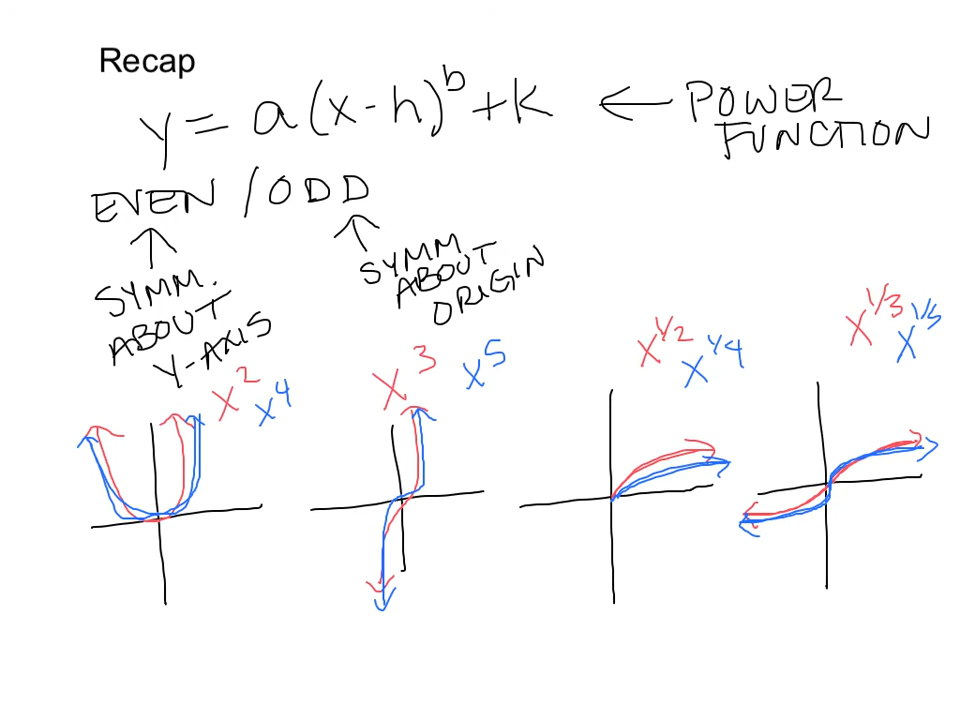 Recap
y = a(x-h)^b + k ← POWER FUNCTION
EVEN / ODD
SYMM.
ABOUT
Y-AXIS
SYMM
ABOUT
ORIGIN
x^2 x^4
x^3 x^5
x^1/2 x^1/4
x^1/3 x^1/5